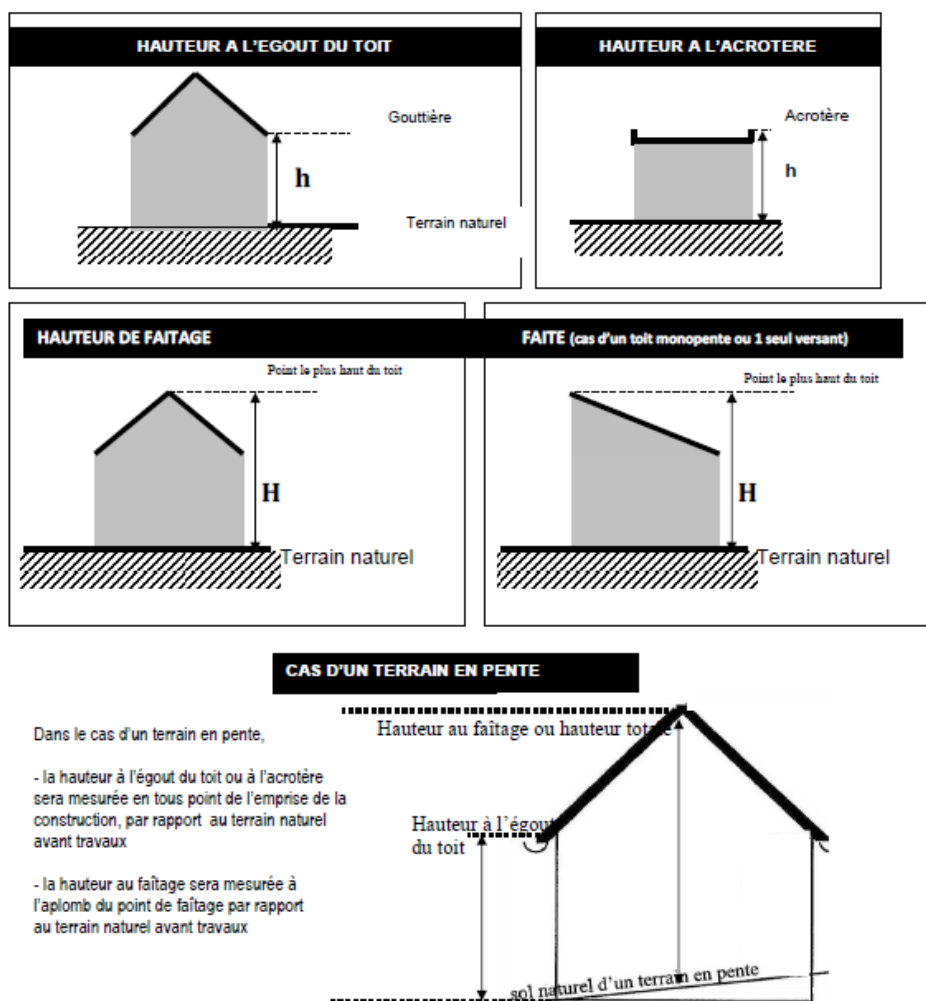 HAUTEUR A L'EGOUT DU TOIT
Gouttière
h
Terrain naturel
HAUTEUR A L'ACROTERE
Acrotère
h
HAUTEUR DE FAITAGE
Point le plus haut du toit
H
Terrain naturel
FAITE (cas d'un toit monopente ou 1 seul versant)
Point le plus haut du toit
H
Terrain naturel
CAS D'UN TERRAIN EN PENTE
Dans le cas d'un terrain en pente,
- la hauteur à l'égout du toit ou à l'acrotère
sera mesurée en tous point de l'emprise de la
construction, par rapport au terrain naturel
avant travaux
- la hauteur au faîtage sera mesurée à
l'aplomb du point de faîtage par rapport
au terrain naturel avant travaux
Hauteur au faîtage ou hauteur totale
Hauteur à l'égout
du toit
sol naturel d'un terrain en pente